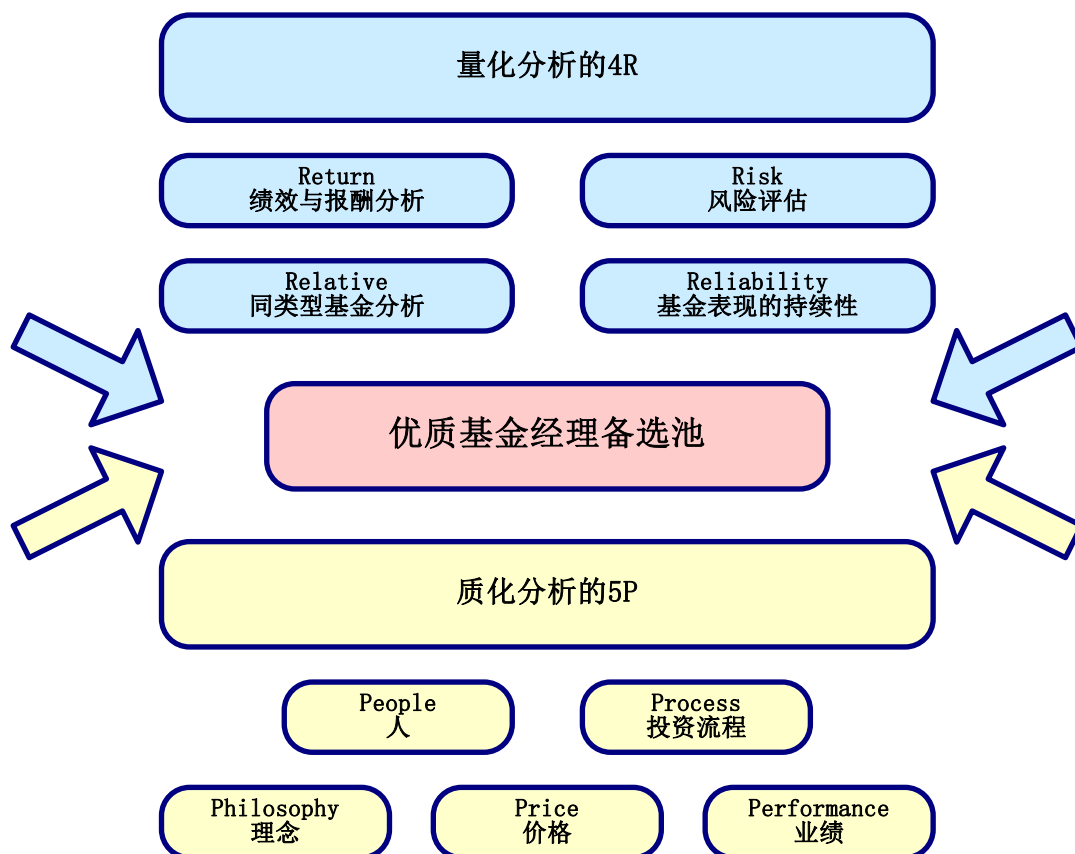 量化分析的4R
Return
绩效与报酬分析
Risk
风险评估
Relative
同类型基金分析
Reliability
基金表现的持续性
优质基金经理备选池
质化分析的5P
People
人
Process
投资流程
Philosophy
理念
Price
价格
Performance
业绩